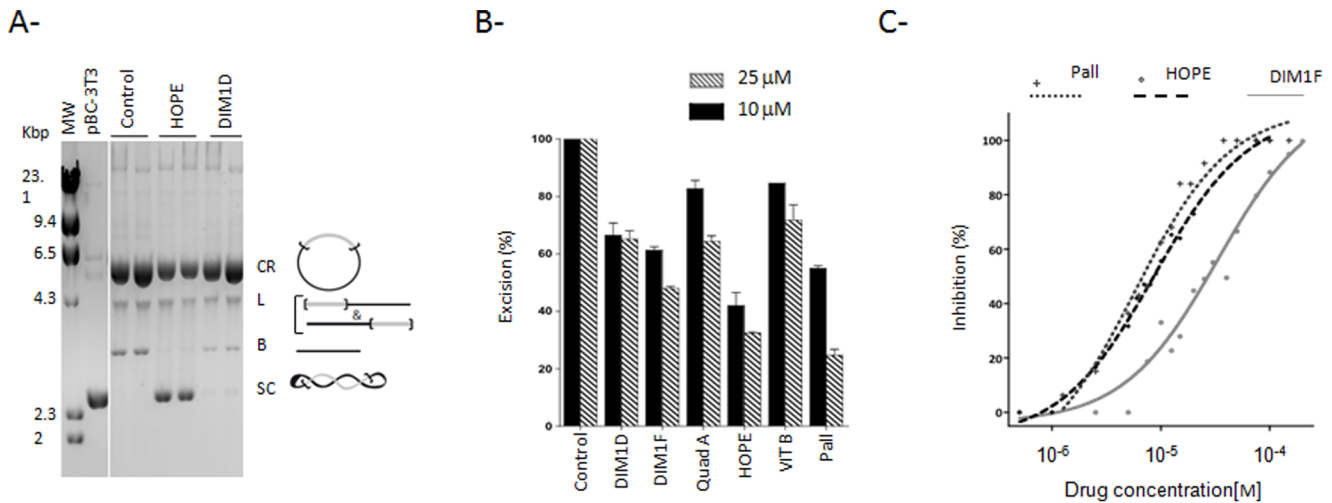 A-
Kbp
MW
pBC-3T3
Control
HOPE
DIM1D
23.
1
9.4
6.5
4.3
2.3
2
CR
L
&
B
SC
B-
25 µM
10 µM
Excision (%)
100
80
60
40
20
0
Control
DIM1D
DIM1F
Quad A
HOPE
VIT B
Pall
C-
Pall
HOPE
DIM1F
Inhibition (%)
100
80
60
40
20
0
10⁻⁶
10⁻⁵
10⁻⁴
Drug concentration[M]